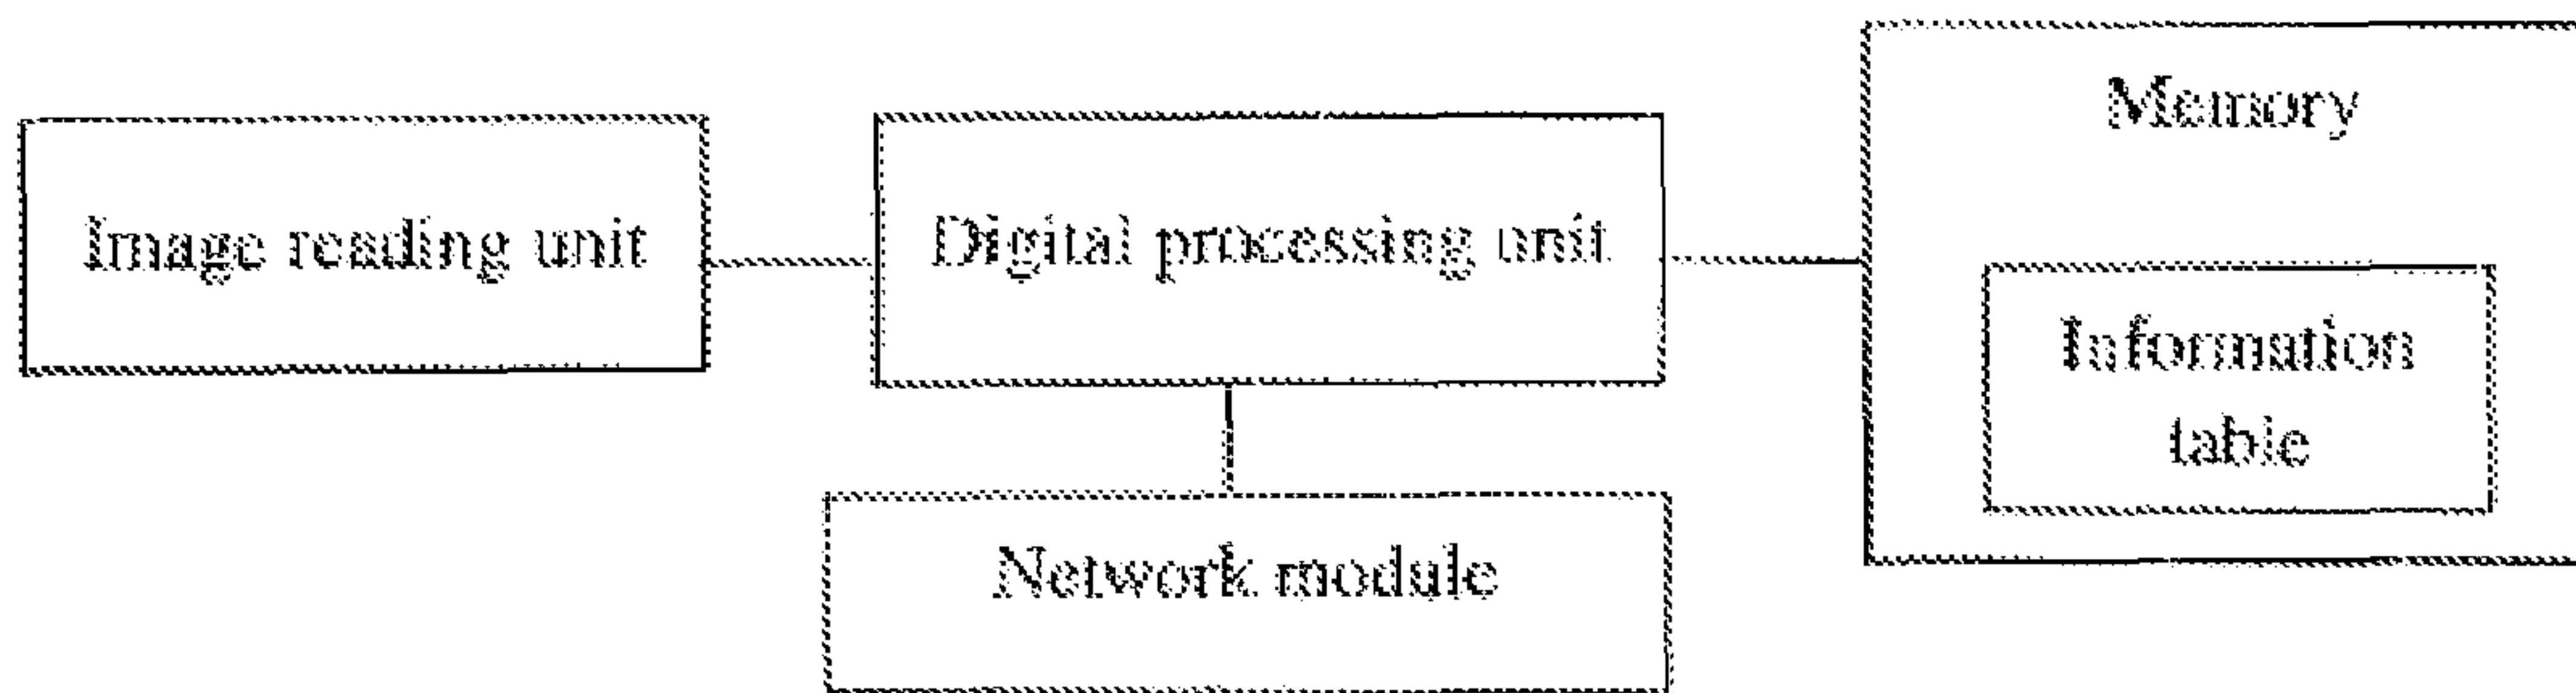 Memory
Image reading unit
Digital processing unit
Information
table
Network module